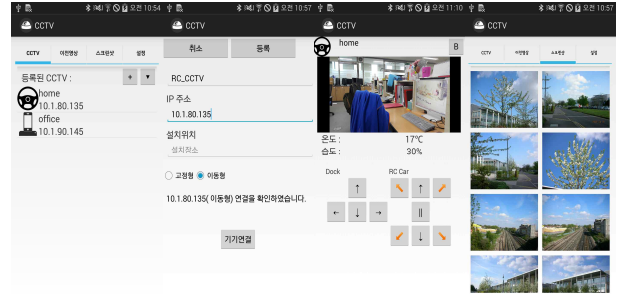 오전 10:54
CCTV
CCTV 이전영상 스크린샷 설정
등록된 CCTV : + ▼
home
10.1.80.135
office
10.1.90.145
오전 10:57
CCTV
취소 등록
RC_CCTV
IP 주소
10.1.80.135
설치위치
설치장소
고정형 이동형
10.1.80.135( 이동형) 연결을 확인하였습니다.
기기연결
오전 11:10
CCTV
home B
온도 : 17℃
습도 : 30%
Dock RC Car
↑ ↖ ↑ ↗
← ↓ → ||
↙ ↓ ↘
오전 10:57
CCTV
CCTV 이전영상 스크린샷 설정